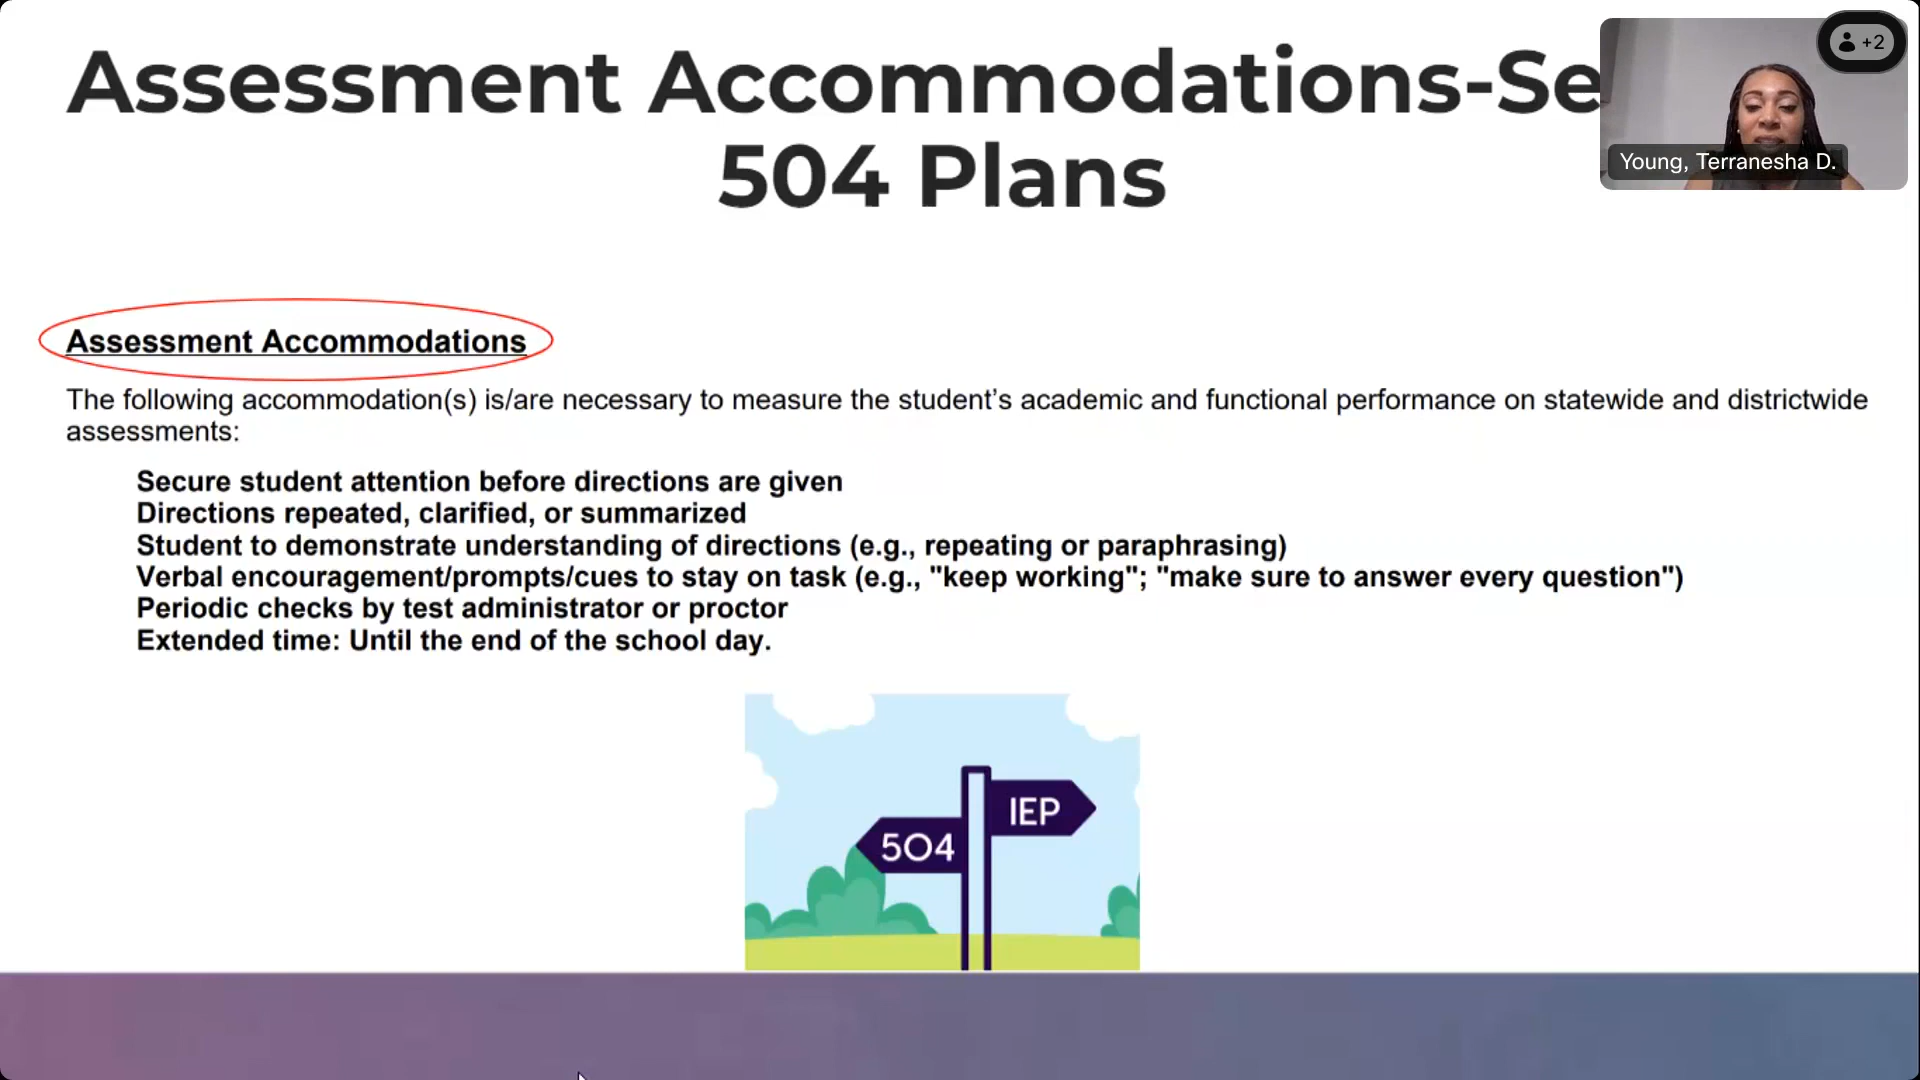 Assessment Accommodations-Se
504 Plans
+2
Young, Terranesha D.
Assessment Accommodations
The following accommodation(s) is/are necessary to measure the student’s academic and functional performance on statewide and districtwide
assessments:
Secure student attention before directions are given
Directions repeated, clarified, or summarized
Student to demonstrate understanding of directions (e.g., repeating or paraphrasing)
Verbal encouragement/prompts/cues to stay on task (e.g., "keep working"; "make sure to answer every question")
Periodic checks by test administrator or proctor
Extended time: Until the end of the school day.
IEP
504